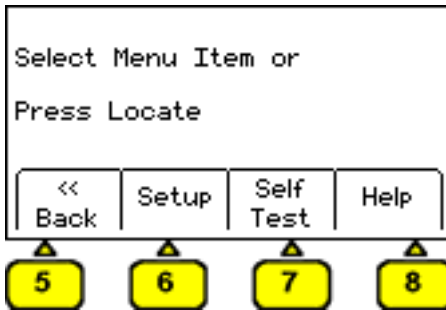 Select Menu Item or
Press Locate
<< Back
Setup
Self Test
Help
5 6 7 8